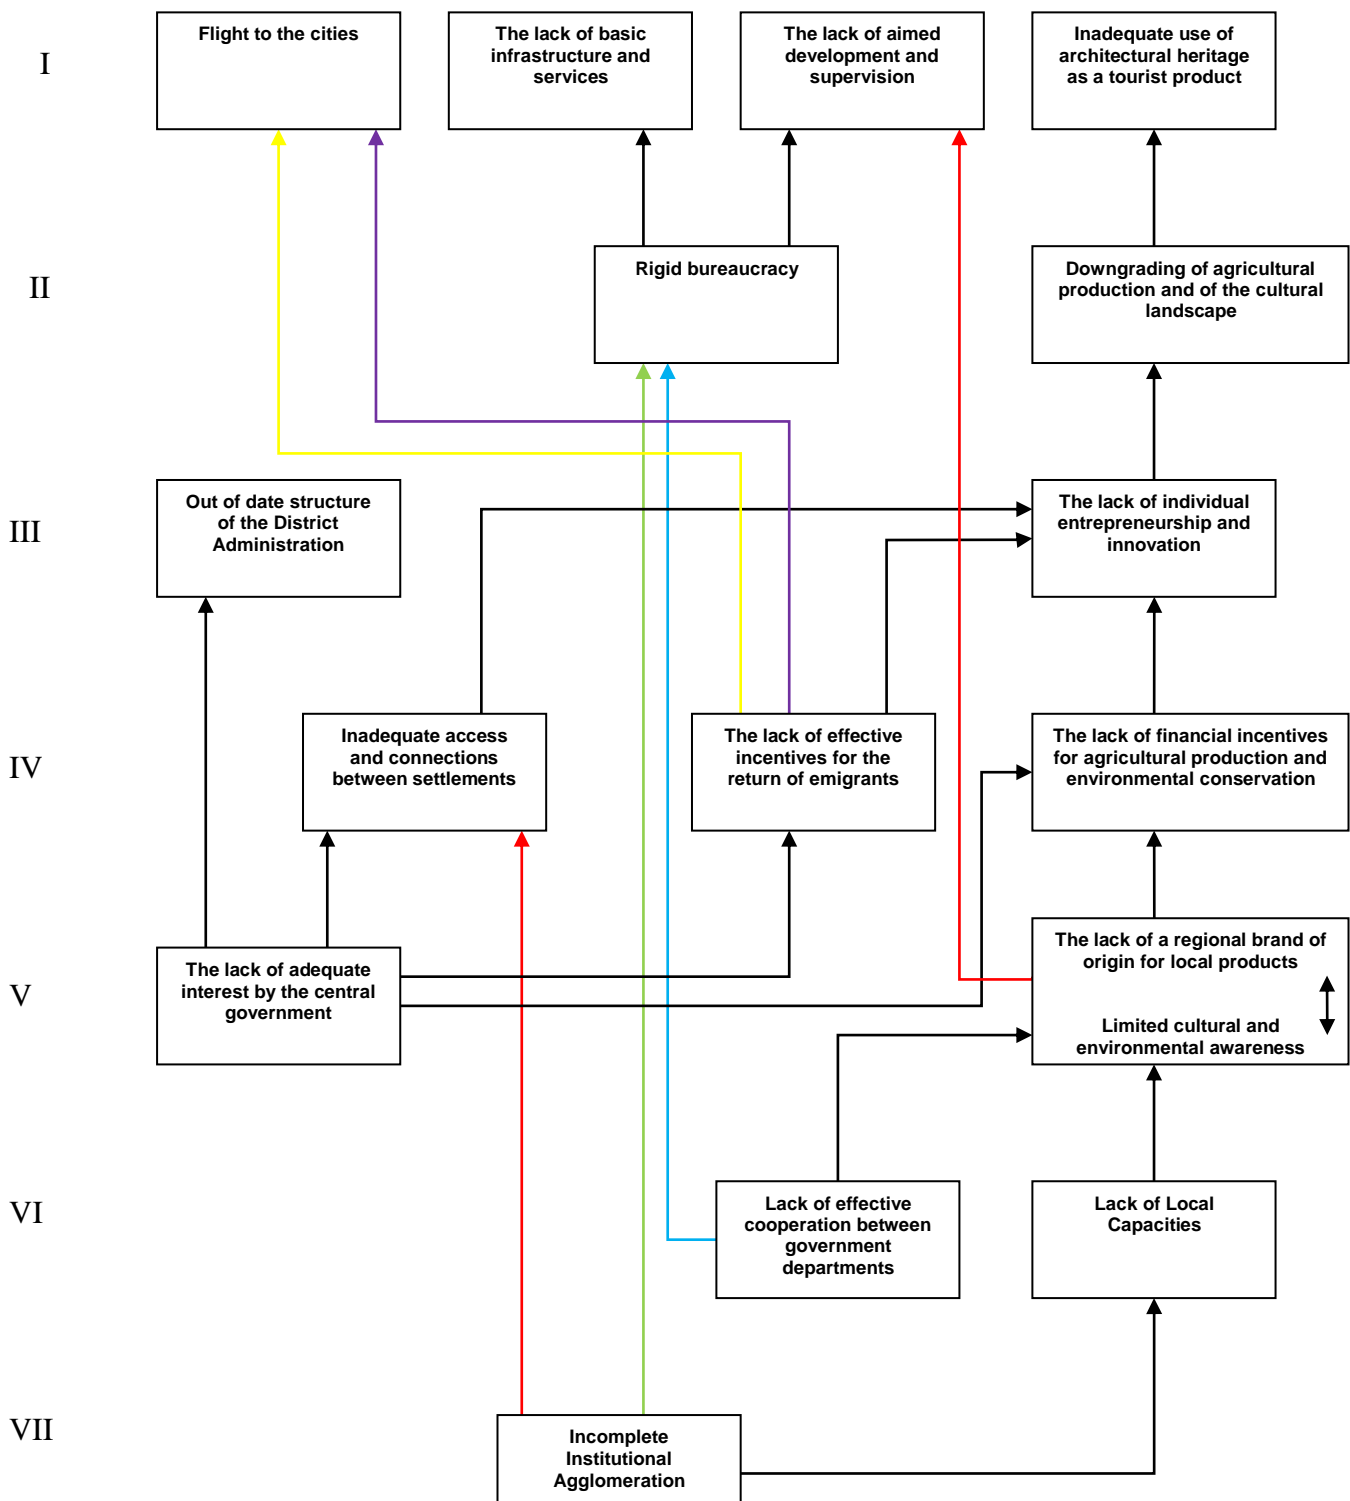 I
Flight to the cities
The lack of basic
infrastructure and
services
The lack of aimed
development and
supervision
Inadequate use of
architectural heritage
as a tourist product
II
Rigid bureaucracy
Downgrading of agricultural
production and of the cultural
landscape
III
Out of date structure
of the District
Administration
The lack of individual
entrepreneurship and
innovation
IV
Inadequate access
and connections
between settlements
The lack of effective
incentives for the
return of emigrants
The lack of financial incentives
for agricultural production and
environmental conservation
V
The lack of adequate
interest by the central
government
The lack of a regional brand of
origin for local products
Limited cultural and
environmental awareness
VI
Lack of effective
cooperation between
government
departments
Lack of Local
Capacities
VII
Incomplete
Institutional
Agglomeration